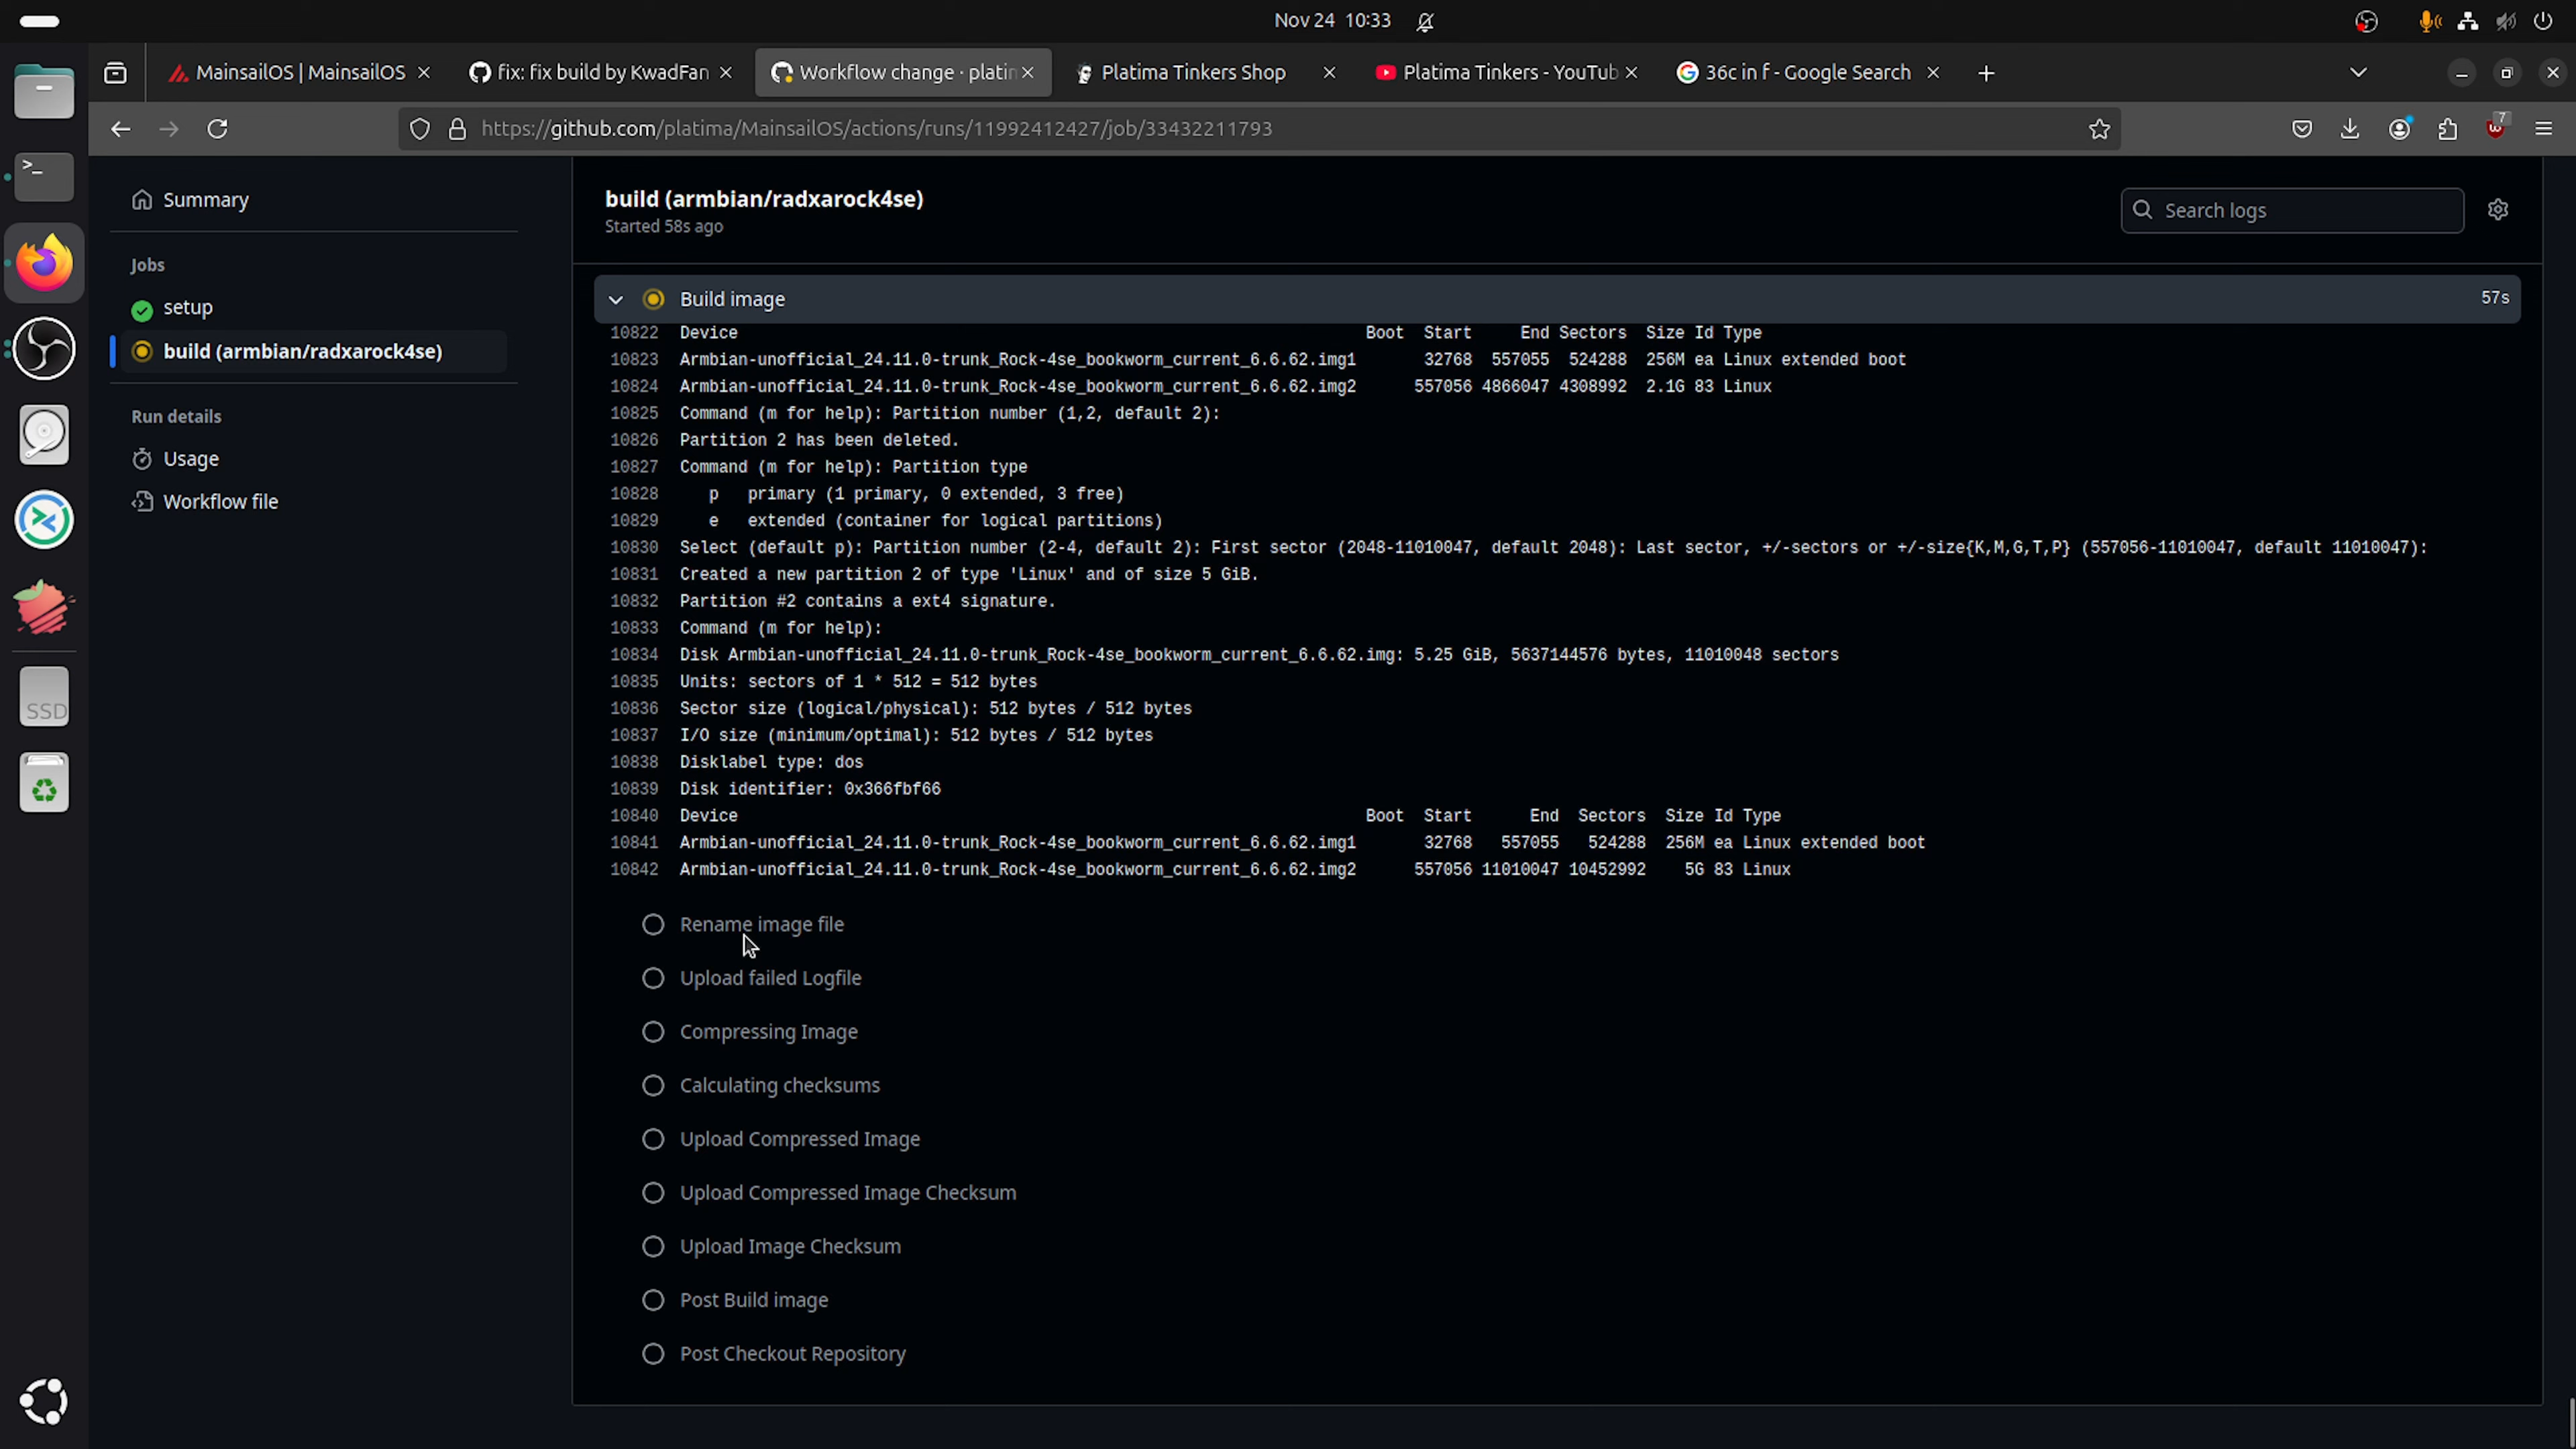 Nov 24 10:33
MainsailOS | MainsailOS
fix: fix build by KwadFan
Workflow change · platin
Platima Tinkers Shop
Platima Tinkers - YouTub
36c in f - Google Search
https://github.com/platima/MainsailOS/actions/runs/11992412427/job/33432211793
7
Summary
Jobs
setup
build (armbian/radxarock4se)
Run details
Usage
Workflow file
SSD
build (armbian/radxarock4se)
Started 58s ago
Search logs
Build image 57s
10822 Device Boot Start End Sectors Size Id Type
10823 Armbian-unofficial_24.11.0-trunk_Rock-4se_bookworm_current_6.6.62.img1 32768 557055 524288 256M ea Linux extended boot
10824 Armbian-unofficial_24.11.0-trunk_Rock-4se_bookworm_current_6.6.62.img2 557056 4866047 4308992 2.1G 83 Linux
10825 Command (m for help): Partition number (1,2, default 2):
10826 Partition 2 has been deleted.
10827 Command (m for help): Partition type
10828 p primary (1 primary, 0 extended, 3 free)
10829 e extended (container for logical partitions)
10830 Select (default p): Partition number (2-4, default 2): First sector (2048-11010047, default 2048): Last sector, +/-sectors or +/-size{K,M,G,T,P} (557056-11010047, default 11010047):
10831 Created a new partition 2 of type 'Linux' and of size 5 GiB.
10832 Partition #2 contains a ext4 signature.
10833 Command (m for help):
10834 Disk Armbian-unofficial_24.11.0-trunk_Rock-4se_bookworm_current_6.6.62.img: 5.25 GiB, 5637144576 bytes, 11010048 sectors
10835 Units: sectors of 1 * 512 = 512 bytes
10836 Sector size (logical/physical): 512 bytes / 512 bytes
10837 I/O size (minimum/optimal): 512 bytes / 512 bytes
10838 Disklabel type: dos
10839 Disk identifier: 0x366fbf66
10840 Device Boot Start End Sectors Size Id Type
10841 Armbian-unofficial_24.11.0-trunk_Rock-4se_bookworm_current_6.6.62.img1 32768 557055 524288 256M ea Linux extended boot
10842 Armbian-unofficial_24.11.0-trunk_Rock-4se_bookworm_current_6.6.62.img2 557056 11010047 10452992 5G 83 Linux
Rename image file
Upload failed Logfile
Compressing Image
Calculating checksums
Upload Compressed Image
Upload Compressed Image Checksum
Upload Image Checksum
Post Build image
Post Checkout Repository